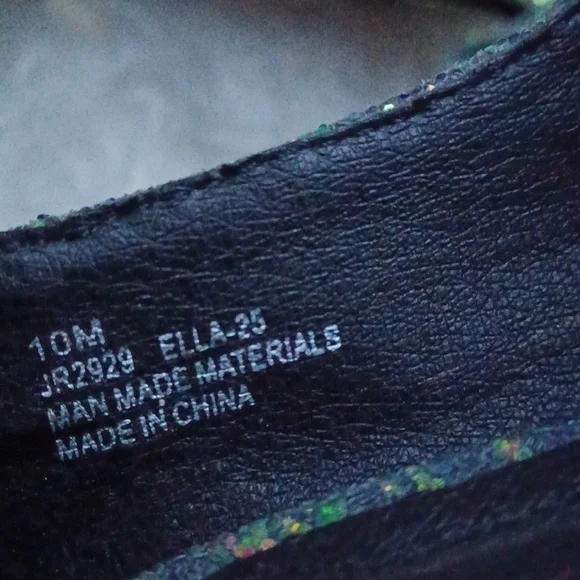 10M
JR2929 ELLA-25
MAN MADE MATERIALS
MADE IN CHINA